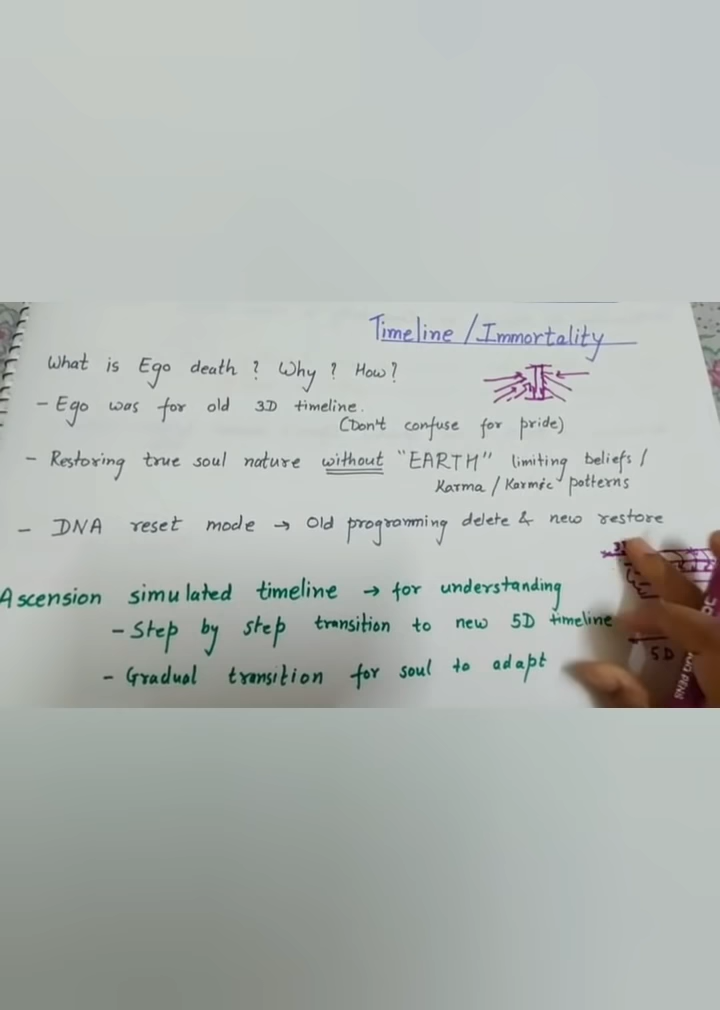 Timeline / Immortality
What is Ego death ? Why ? How?
- Ego was for old 3D timeline.
(Don't confuse for pride)
- Restoring true soul nature without "EARTH" limiting beliefs /
Karma / Karmic patterns
- DNA reset mode → Old programming delete & new restore
Ascension simulated timeline → for understanding
- Step by step transition to new 5D timeline
- Gradual transition for soul to adapt
5D